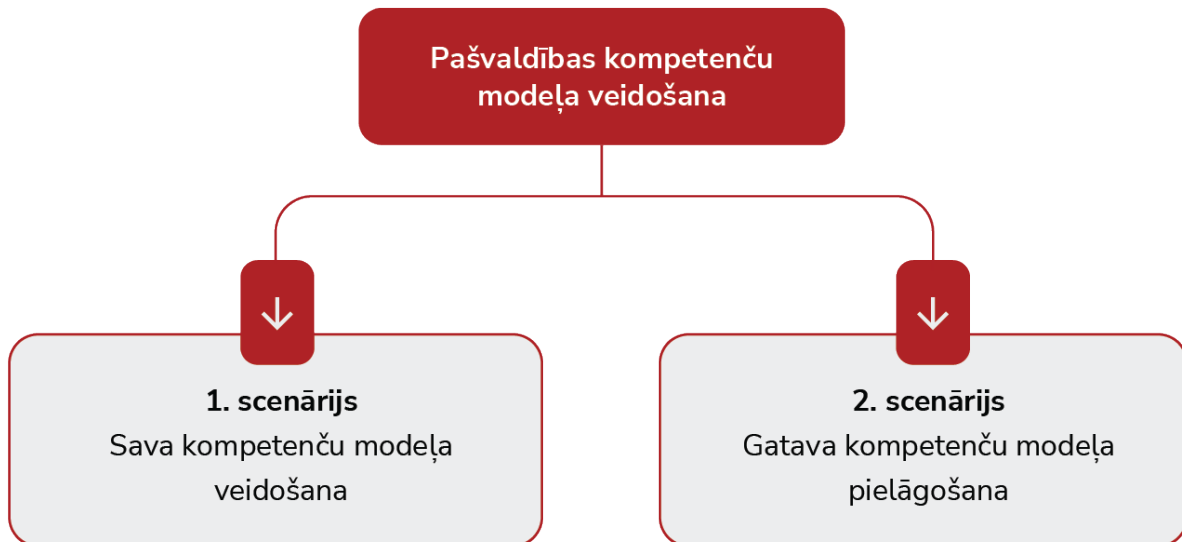 Pašvaldības kompetenču
modeļa veidošana
1. scenārijs
Sava kompetenču modeļa
veidošana
2. scenārijs
Gatava kompetenču modeļa
pielāgošana